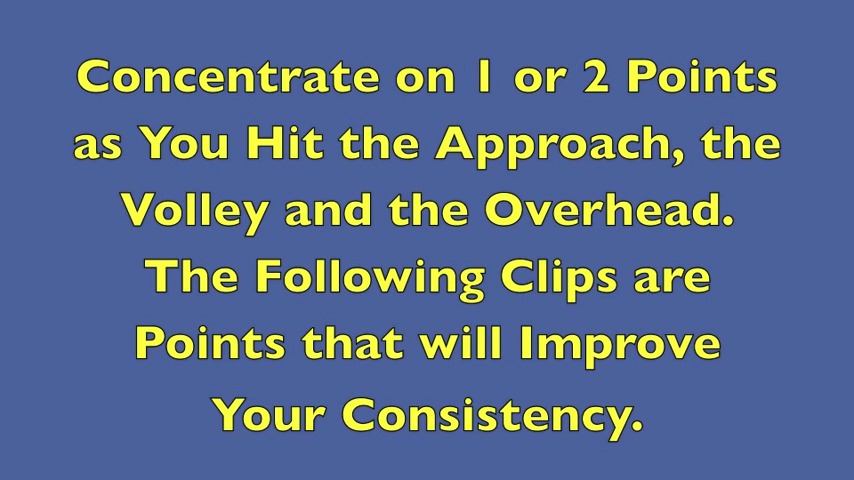 Concentrate on 1 or 2 Points
as You Hit the Approach, the
Volley and the Overhead.
The Following Clips are
Points that will Improve
Your Consistency.